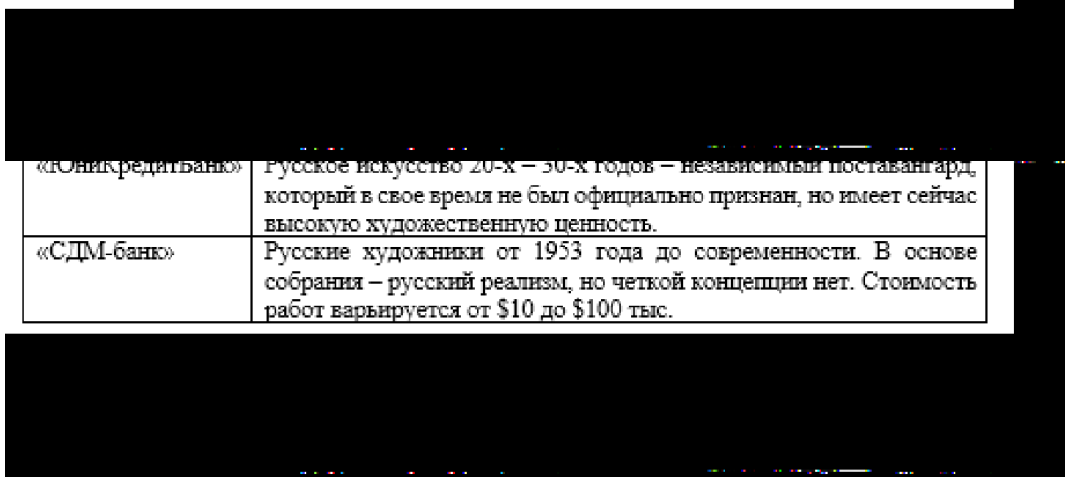 «ЮниКредитБанк» Русское искусство 20-х – 30-х годов – независимый поставангард,
который в свое время не был официально признан, но имеет сейчас
высокую художественную ценность.
«СДМ-банк» Русские художники от 1953 года до современности. В основе
собрания – русский реализм, но четкой концепции нет. Стоимость
работ варьируется от $10 до $100 тыс.